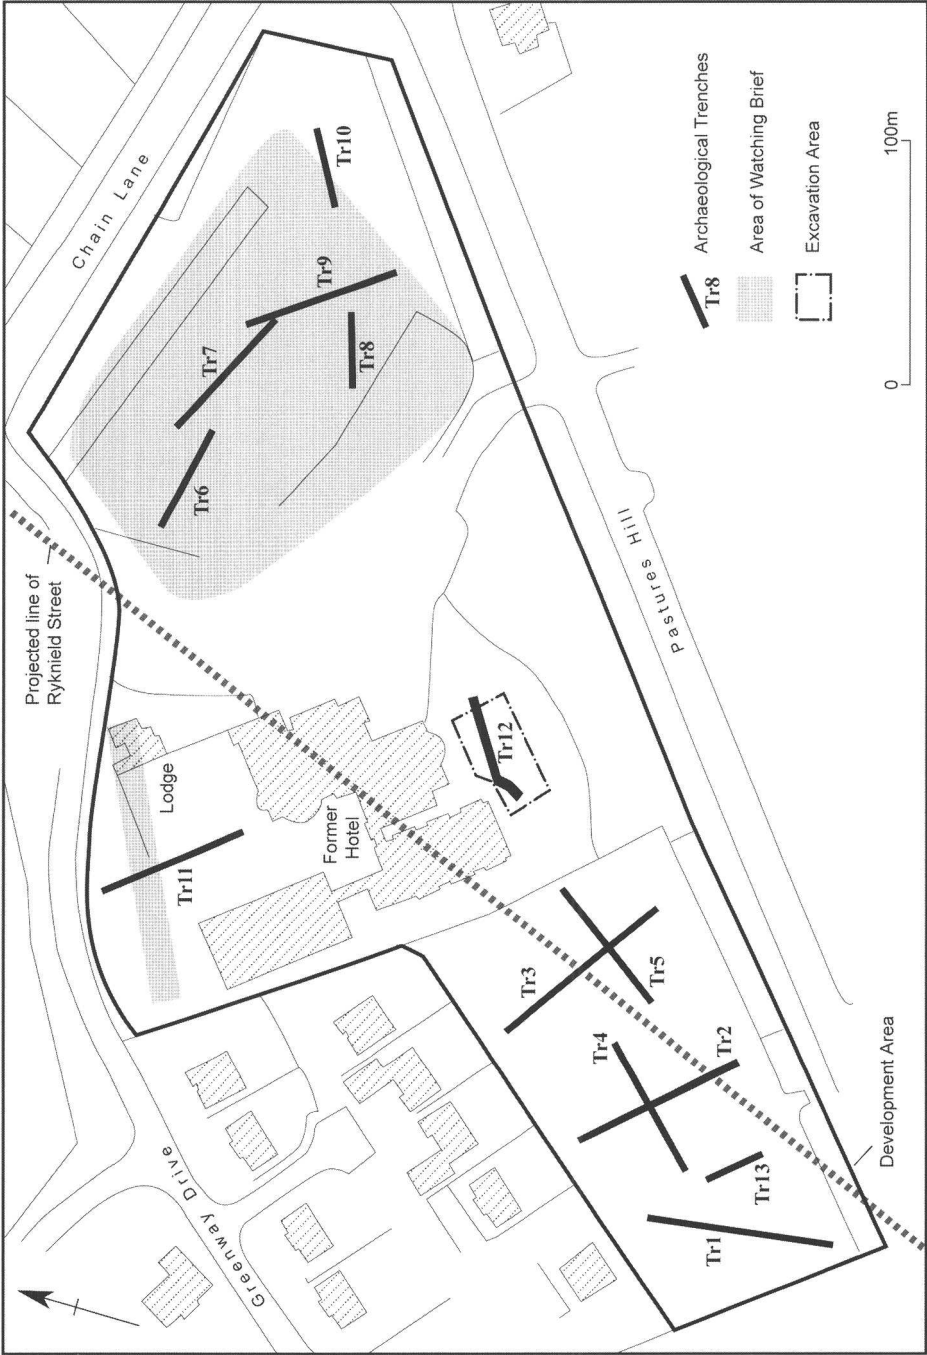 Projected line of
Ryknield Street
Chain Lane
Tr10
Tr9
Tr7
Tr8
Tr6
Lodge
Tr11
Former
Hotel
Tr12
Pastures Hill
Tr3
Tr5
Tr4
Tr2
Tr13
Tr1
Greenway Drive
Development Area
Tr8
Archaeological Trenches
Area of Watching Brief
Excavation Area
0
100m